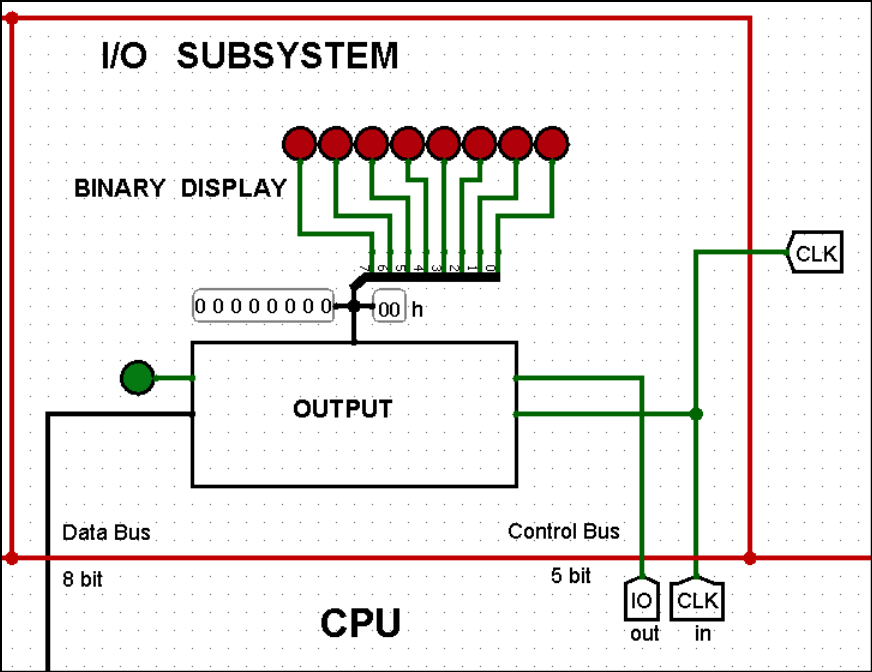 I/O SUBSYSTEM
BINARY DISPLAY
CLK
7 6 5 4 3 2 1 0
0 0 0 0 0 0 0 0
00 h
OUTPUT
Data Bus
Control Bus
8 bit
5 bit
IO
CLK
CPU
out
in